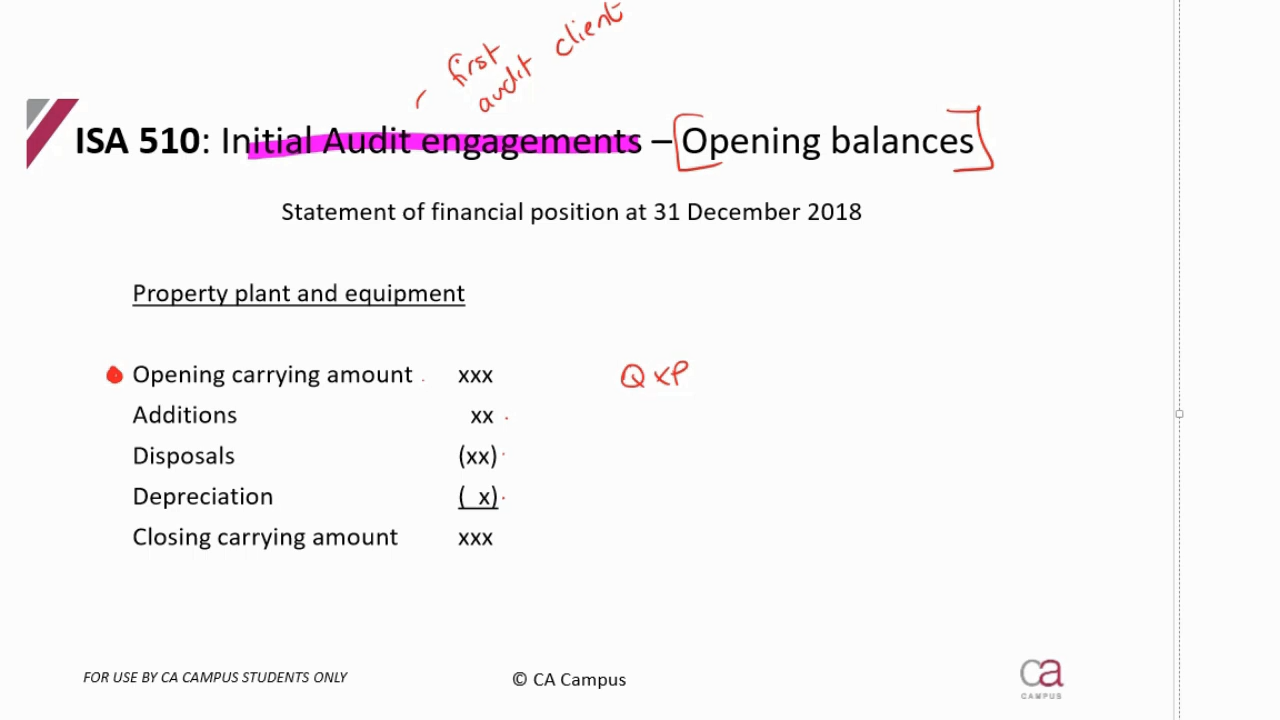 first
audit client
ISA 510: Initial Audit engagements – Opening balances
Statement of financial position at 31 December 2018
Property plant and equipment
Opening carrying amount xxx QxP
Additions xx
Disposals (xx)
Depreciation ( x)
Closing carrying amount xxx
FOR USE BY CA CAMPUS STUDENTS ONLY
© CA Campus
ca
CAMPUS